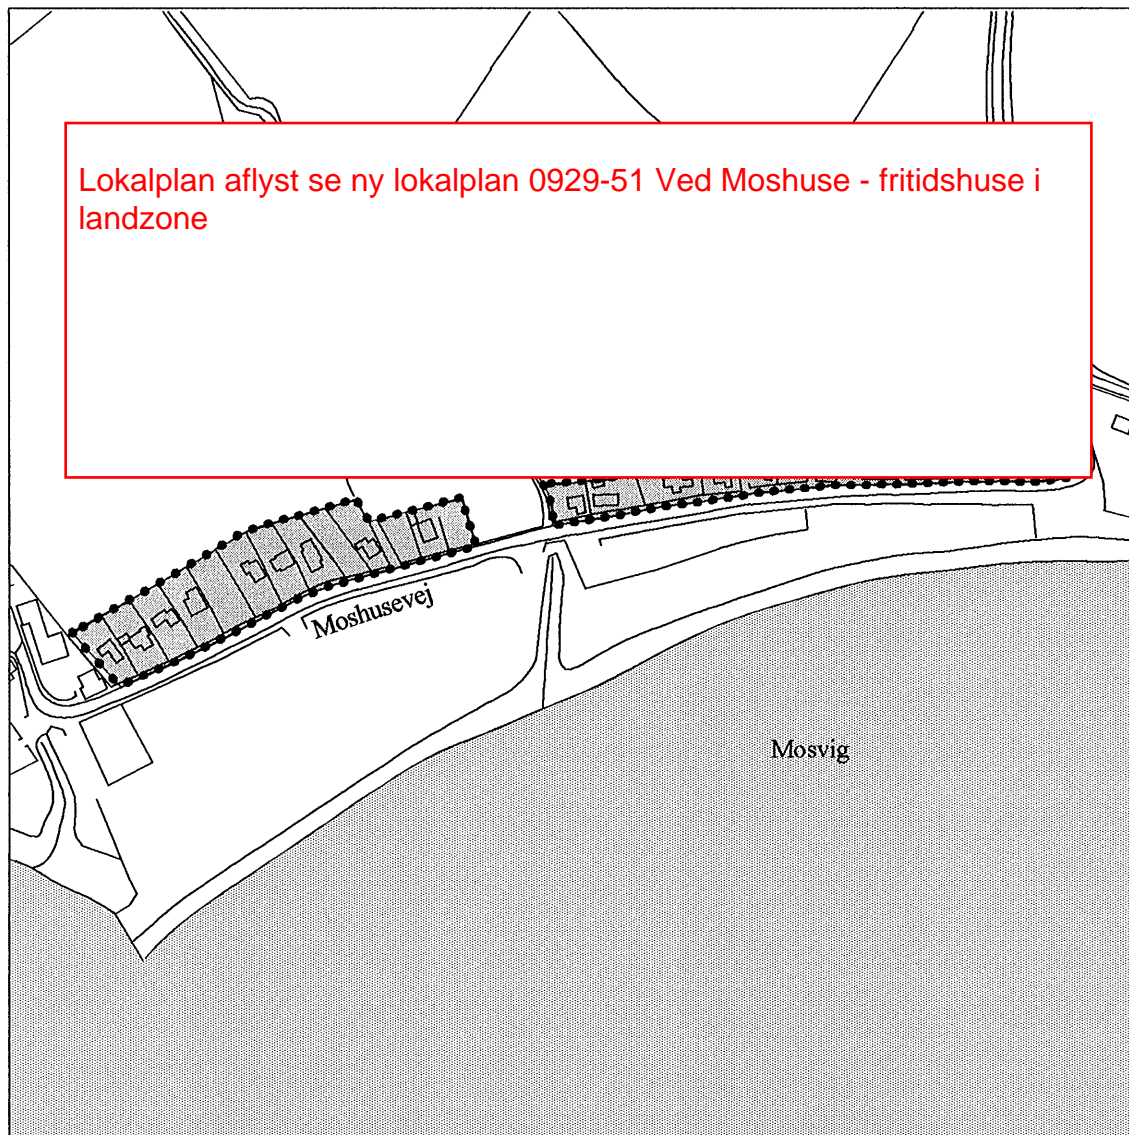 Lokalplan aflyst se ny lokalplan 0929-51 Ved Moshuse - fritidshuse i
landzone
Moshusevej
Mosvig